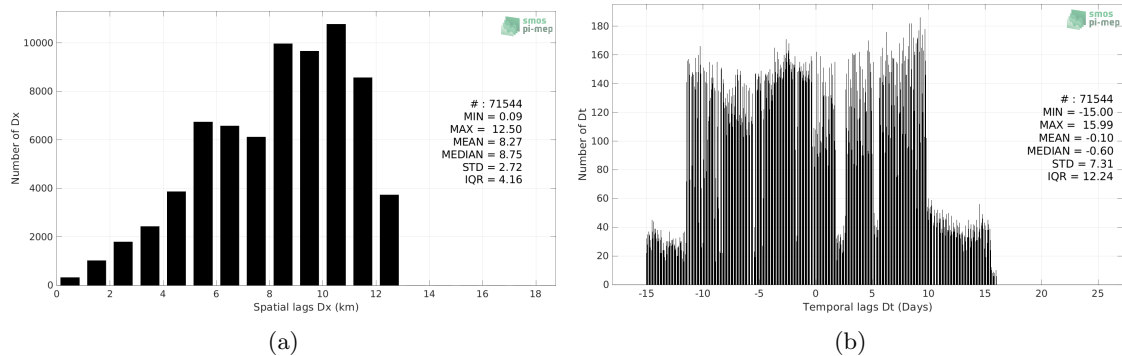 smos
pi-mep
10000
8000
6000
4000
2000
0
Number of Dx
# : 71544
MIN = 0.09
MAX = 12.50
MEAN = 8.27
MEDIAN = 8.75
STD = 2.72
IQR = 4.16
0 2 4 6 8 10 12 14 16 18
Spatial lags Dx (km)
(a)
smos
pi-mep
180
160
140
120
100
80
60
40
20
0
Number of Dt
# : 71544
MIN = -15.00
MAX = 15.99
MEAN = -0.10
MEDIAN = -0.60
STD = 7.31
IQR = 12.24
-15 -10 -5 0 5 10 15 20 25
Temporal lags Dt (Days)
(b)